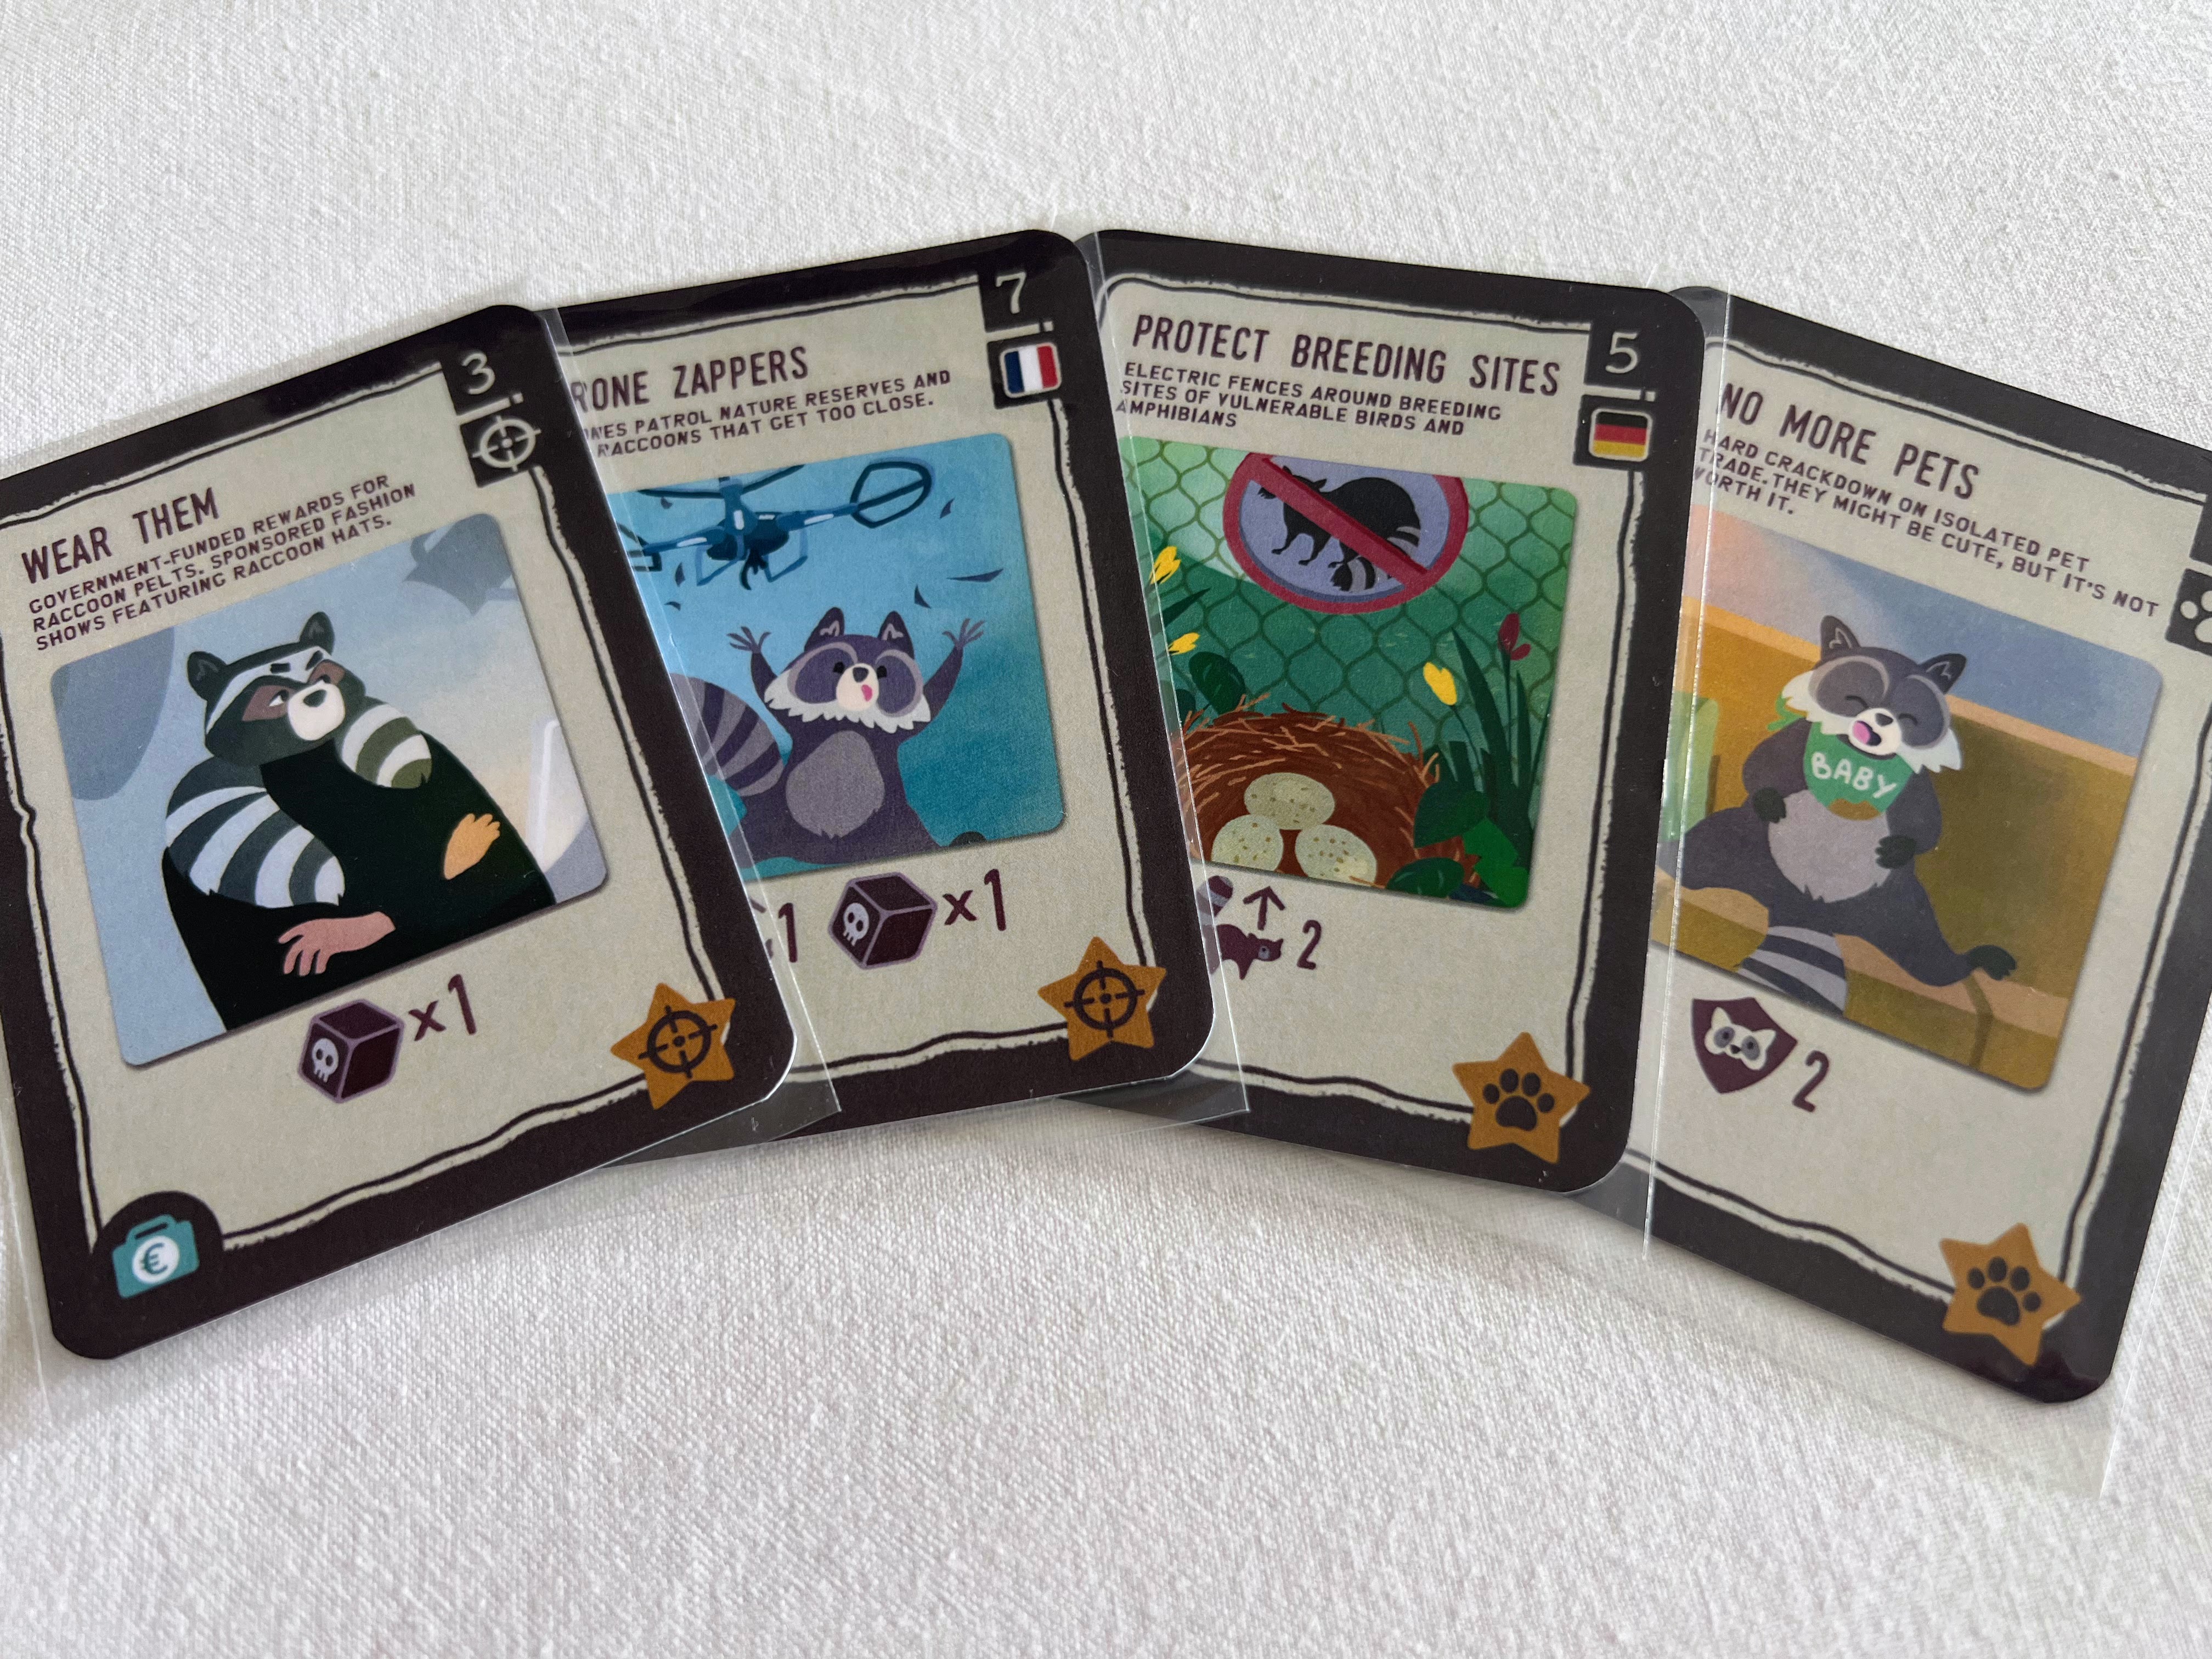 3
WEAR THEM
GOVERNMENT-FUNDED REWARDS FOR
RACCOON PELTS. SPONSORED FASHION
SHOWS FEATURING RACCOON HATS.
x1
€
7
RONE ZAPPERS
NES PATROL NATURE RESERVES AND
RACCOONS THAT GET TOO CLOSE.
1
x1
5
PROTECT BREEDING SITES
ELECTRIC FENCES AROUND BREEDING
SITES OF VULNERABLE BIRDS AND
AMPHIBIANS
2
NO MORE PETS
HARD CRACKDOWN ON ISOLATED PET
TRADE. THEY MIGHT BE CUTE, BUT IT'S NOT
WORTH IT.
BABY
2